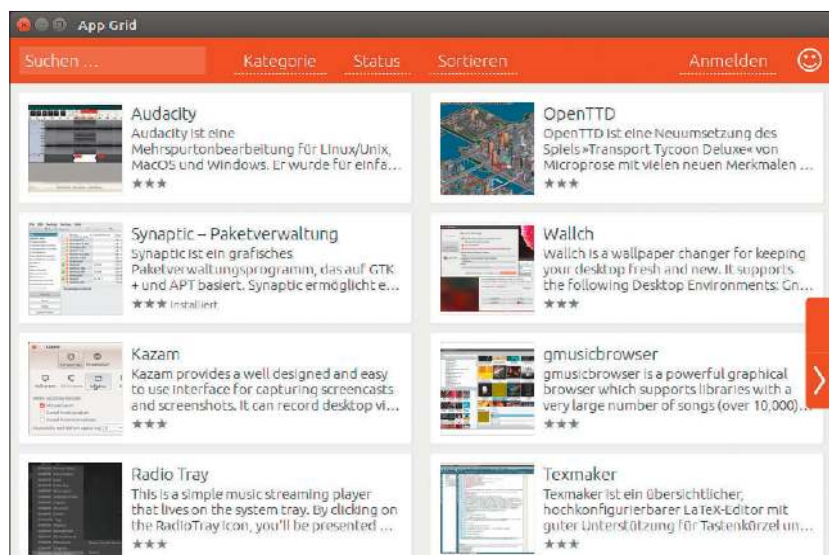 App Grid
Suchen ...
Kategorie
Status
Sortieren
Anmelden
Audacity
Audacity ist eine
Mehrspurtonbearbeitung für Linux/Unix,
MacOS und Windows. Er wurde für einfa...
★★★
OpenTTD
OpenTTD ist eine Neuumsetzung des
Spiels »Transport Tycoon Deluxe« von
Microprose mit vielen neuen Merkmalen ...
★★★
Synaptic – Paketverwaltung
Synaptic ist ein grafisches
Paketverwaltungsprogramm, das auf GTK
+ und APT basiert. Synaptic ermöglicht e...
★★★ Installiert
Wallch
Wallch is a wallpaper changer for keeping
your desktop fresh and new. It supports
the following Desktop Environments: Gn...
★★★
Kazam
Kazam provides a well designed and easy
to use interface for capturing screencasts
and screenshots. It can record desktop vi...
★★★
gmusicbrowser
gmusicbrowser is a powerful graphical
browser which supports libraries with a
very large number of songs (over 10,000)...
★★★
Radio Tray
This is a simple music streaming player
that lives on the system tray. By clicking on
the RadioTray icon, you'll be presented ...
★★★
Texmaker
Texmaker ist ein übersichtlicher,
hochkonfigurierbarer LaTeX-Editor mit
guter Unterstützung für Tastenkürzel un...
★★★